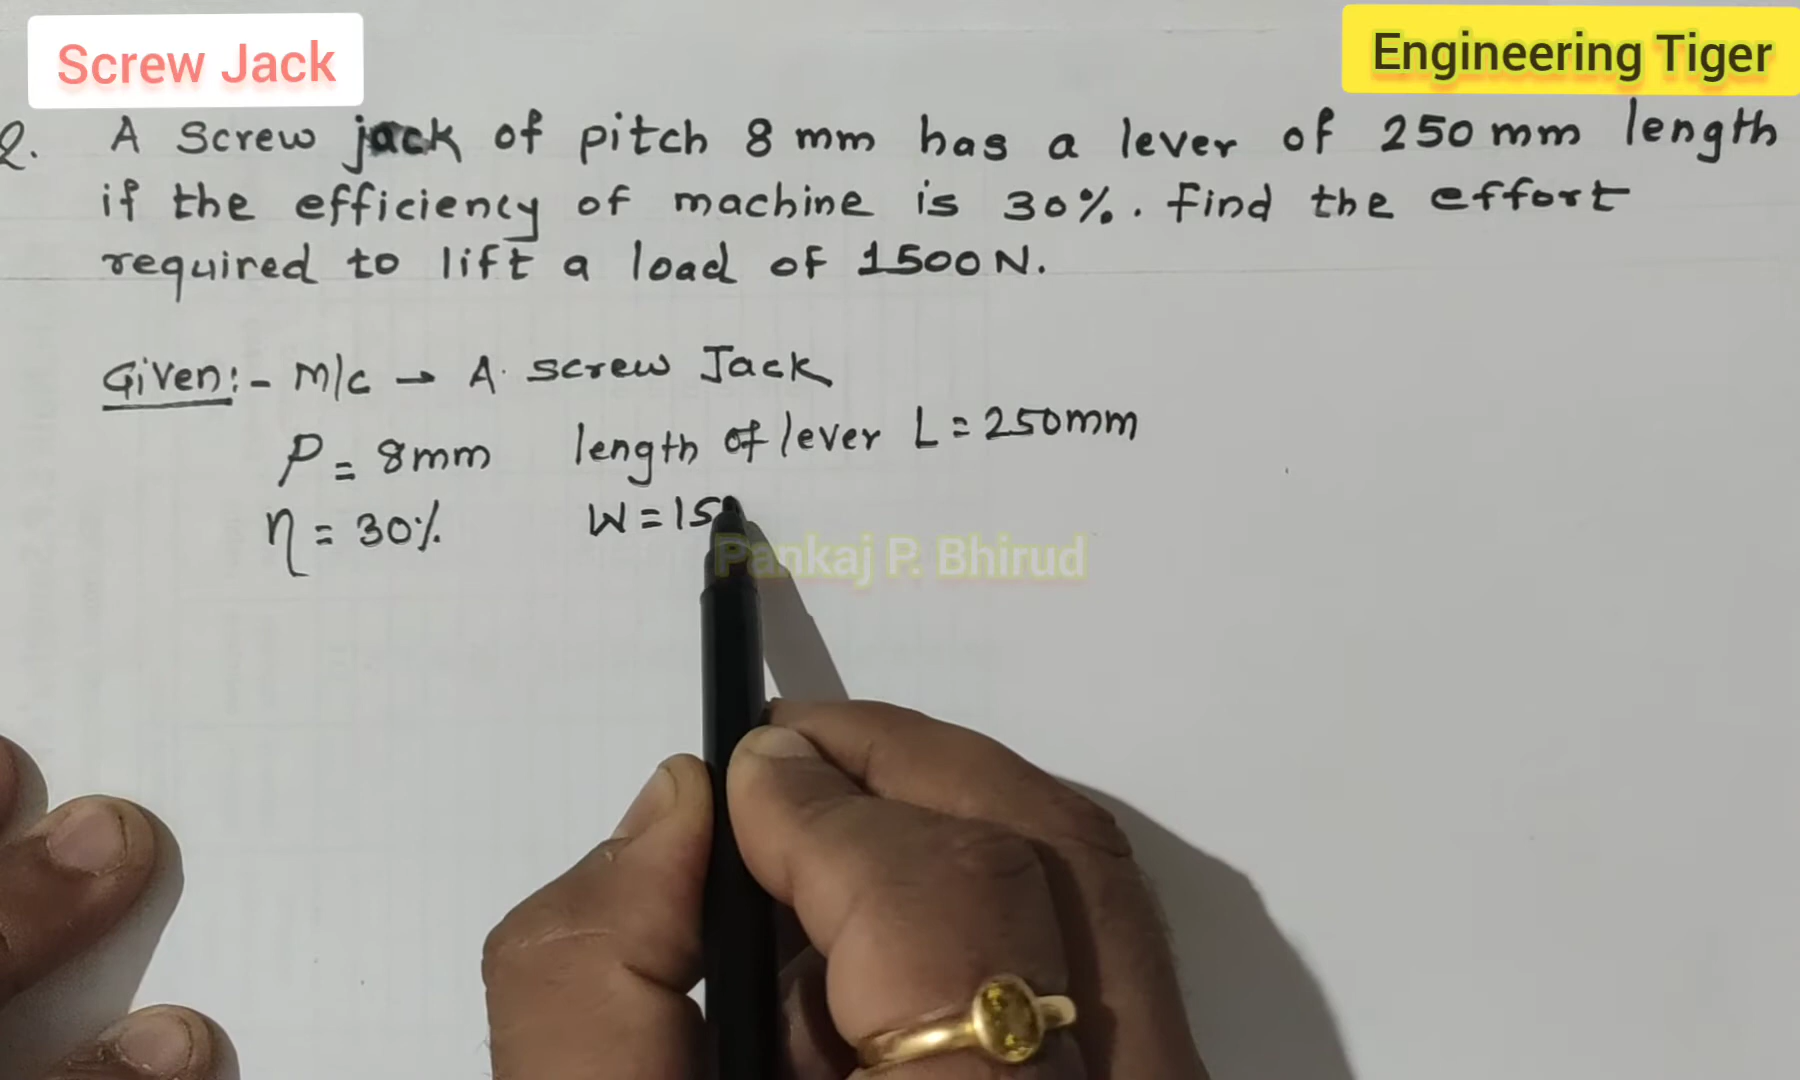 Screw Jack
Engineering Tiger
Q. A Screw jack of pitch 8 mm has a lever of 250 mm length
if the efficiency of machine is 30%. Find the effort
required to lift a load of 1500 N.
Given:- M/c → A screw Jack
P = 8mm length of lever L = 250mm
η = 30% W = 15
Pankaj P. Bhirud